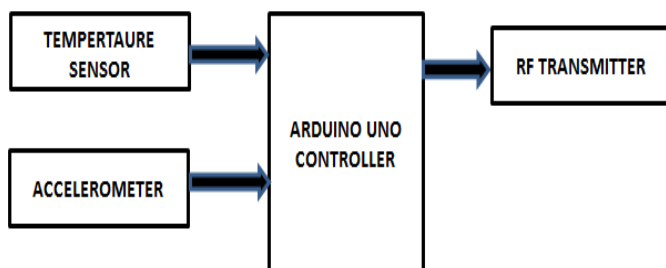 TEMPERTAURE
SENSOR
ACCELEROMETER
ARDUINO UNO
CONTROLLER
RF TRANSMITTER